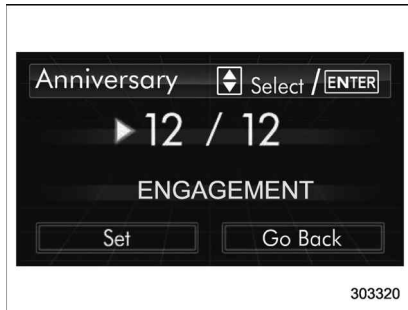 Anniversary Select / ENTER
12 / 12
ENGAGEMENT
Set Go Back
303320